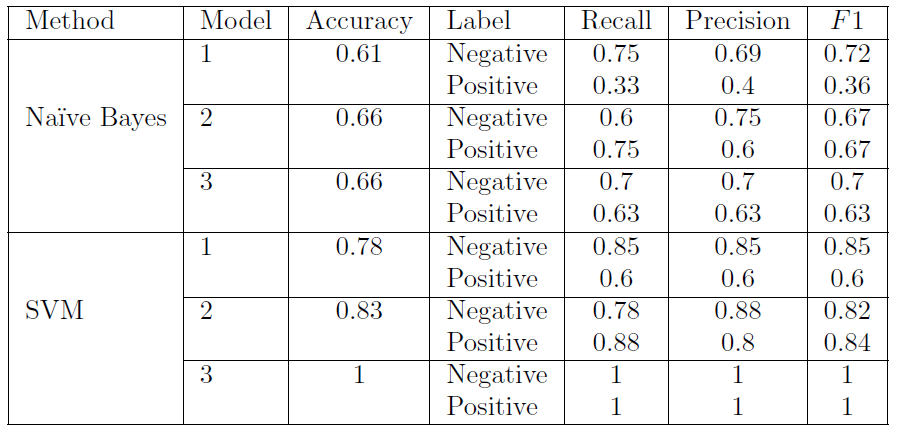 Method Model Accuracy Label Recall Precision F1
1 0.61 Negative 0.75 0.69 0.72
Positive 0.33 0.4 0.36
Naïve Bayes 2 0.66 Negative 0.6 0.75 0.67
Positive 0.75 0.6 0.67
3 0.66 Negative 0.7 0.7 0.7
Positive 0.63 0.63 0.63
1 0.78 Negative 0.85 0.85 0.85
Positive 0.6 0.6 0.6
SVM 2 0.83 Negative 0.78 0.88 0.82
Positive 0.88 0.8 0.84
3 1 Negative 1 1 1
Positive 1 1 1